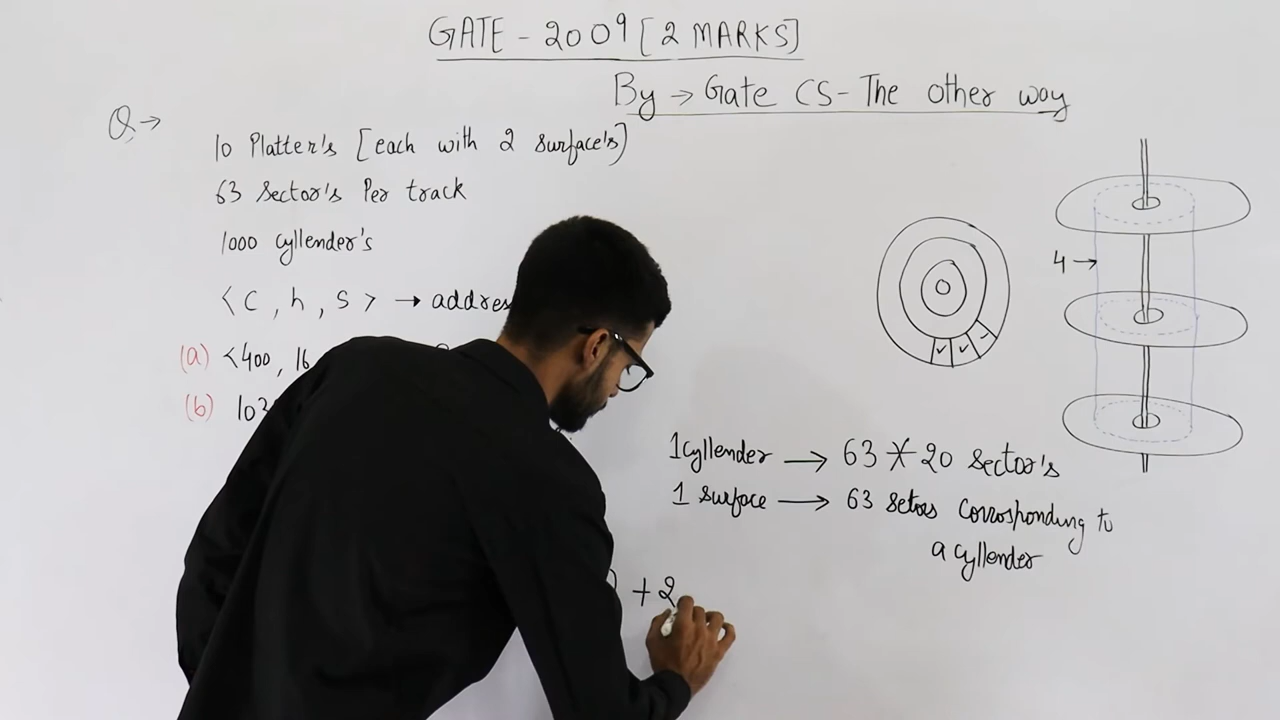 GATE - 2009 [2 MARKS]
By → Gate CS - The other way
Q →
10 Platter's [each with 2 surface's]
63 Sector's Per track
1000 cyllender's
<c, h, s> → addres
(a) <400, 16
(b) 103
4 →
1cyllender → 63 * 20 sector's
1 surface → 63 setors corrosponding to
a cyllender
) + 2